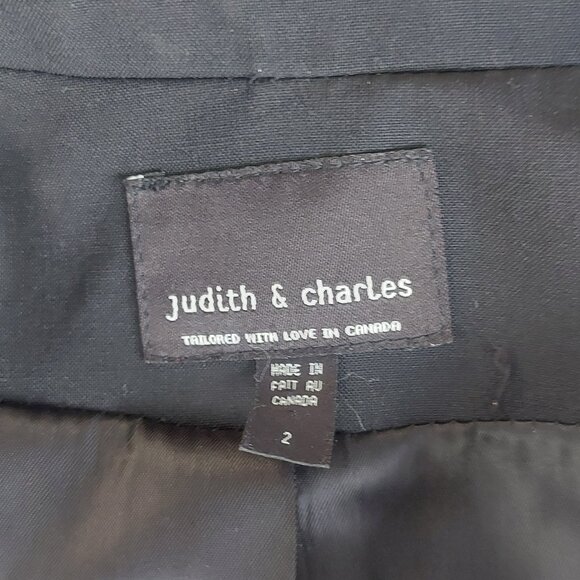 judith & charles
TAILORED WITH LOVE IN CANADA
MADE IN
FAIT AU
CANADA
2